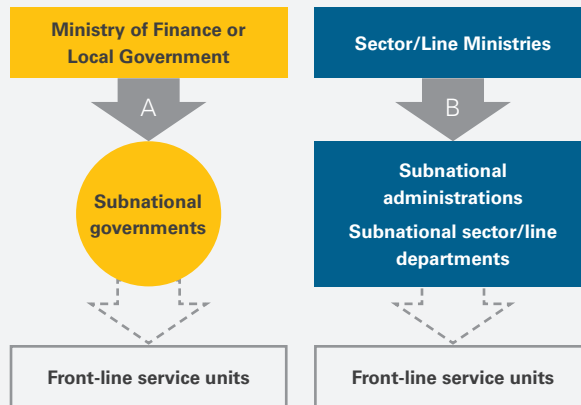 Ministry of Finance or
Local Government
A
Subnational
governments
Front-line service units
Sector/Line Ministries
B
Subnational
administrations
Subnational sector/line
departments
Front-line service units